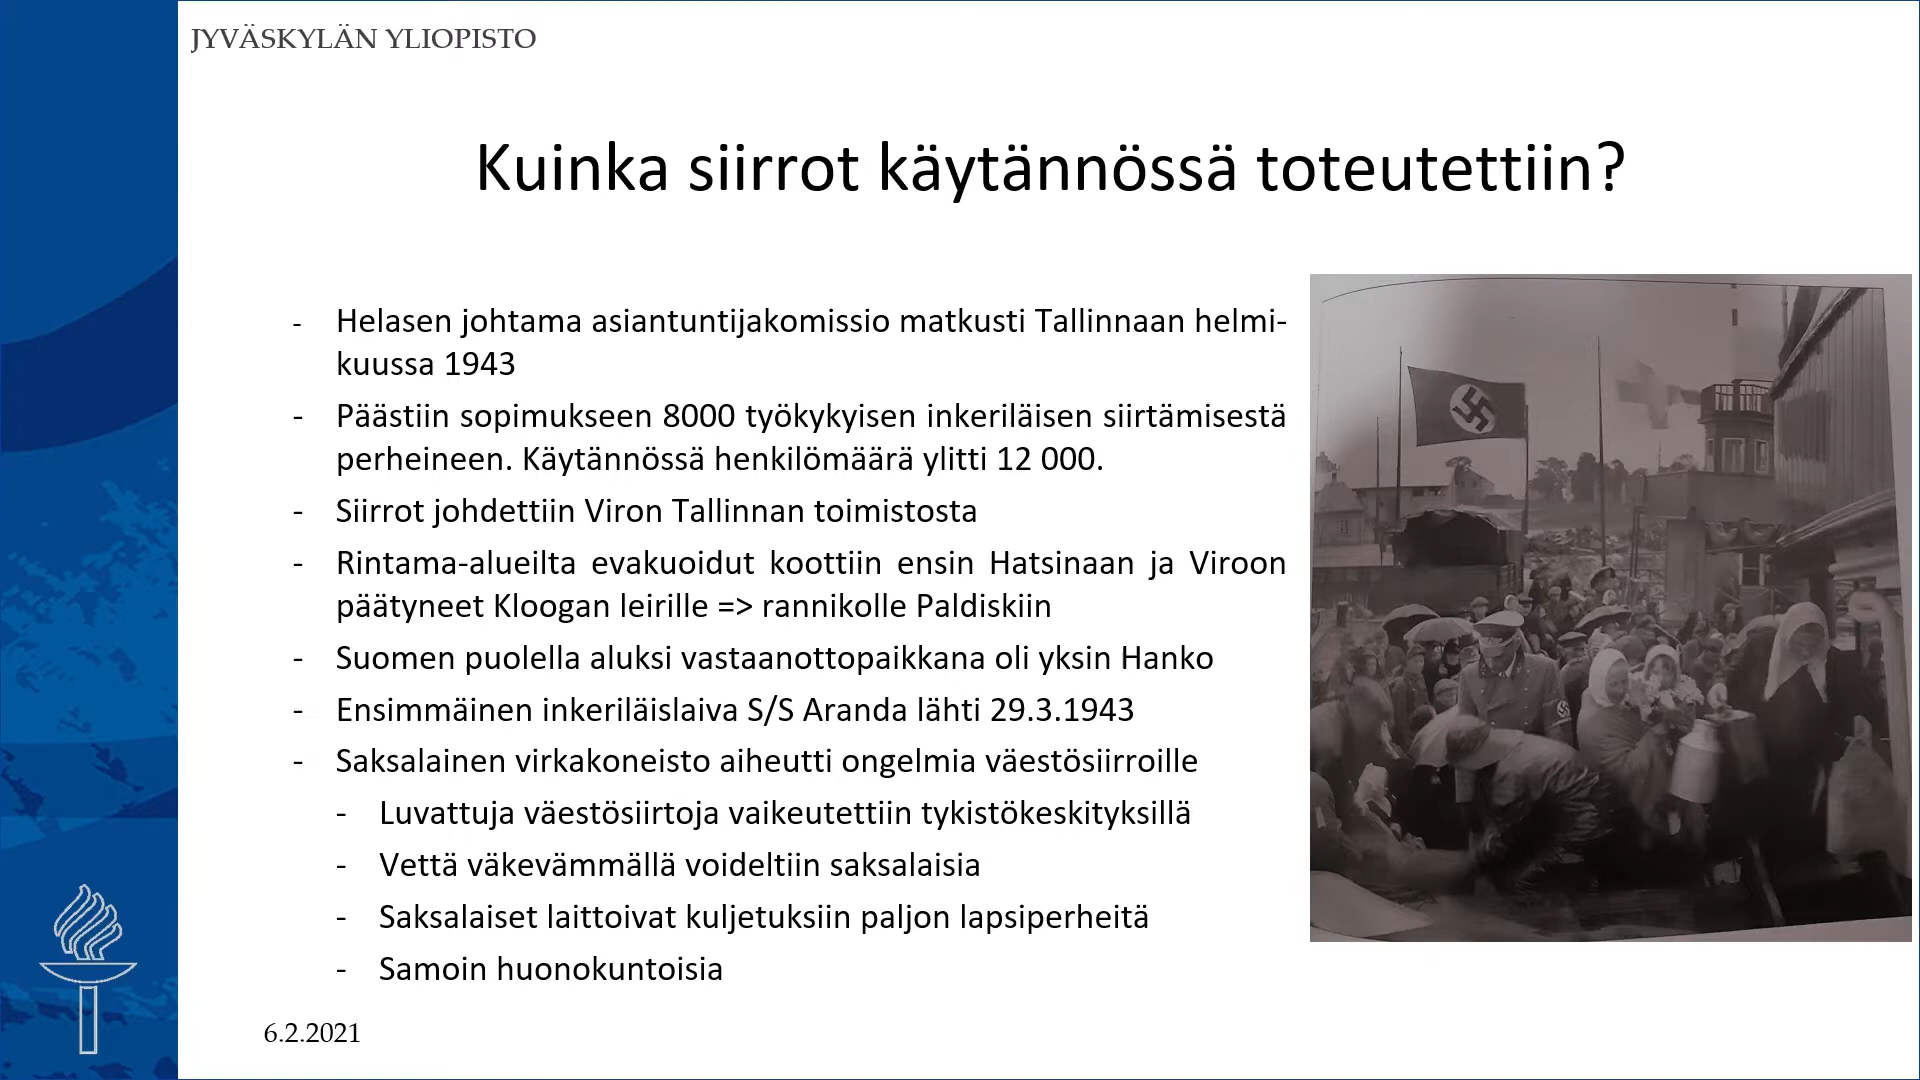 JYVÄSKYLÄN YLIOPISTO
Kuinka siirrot käytännössä toteutettiin?
- Helasen johtama asiantuntijakomissio matkusti Tallinnaan helmi-
kuussa 1943
- Päästiin sopimukseen 8000 työkykyisen inkeriläisen siirtämisestä
perheineen. Käytännössä henkilömäärä ylitti 12 000.
- Siirrot johdettiin Viron Tallinnan toimistosta
- Rintama-alueilta evakuoidut koottiin ensin Hatsinaan ja Viroon
päätyneet Kloogan leirille => rannikolle Paldiskiin
- Suomen puolella aluksi vastaanottopaikkana oli yksin Hanko
- Ensimmäinen inkeriläislaiva S/S Aranda lähti 29.3.1943
- Saksalainen virkakoneisto aiheutti ongelmia väestösiirroille
- Luvattuja väestösiirtoja vaikeutettiin tykistökeskityksillä
- Vettä väkevämmällä voideltiin saksalaisia
- Saksalaiset laittoivat kuljetuksiin paljon lapsiperheitä
- Samoin huonokuntoisia
6.2.2021